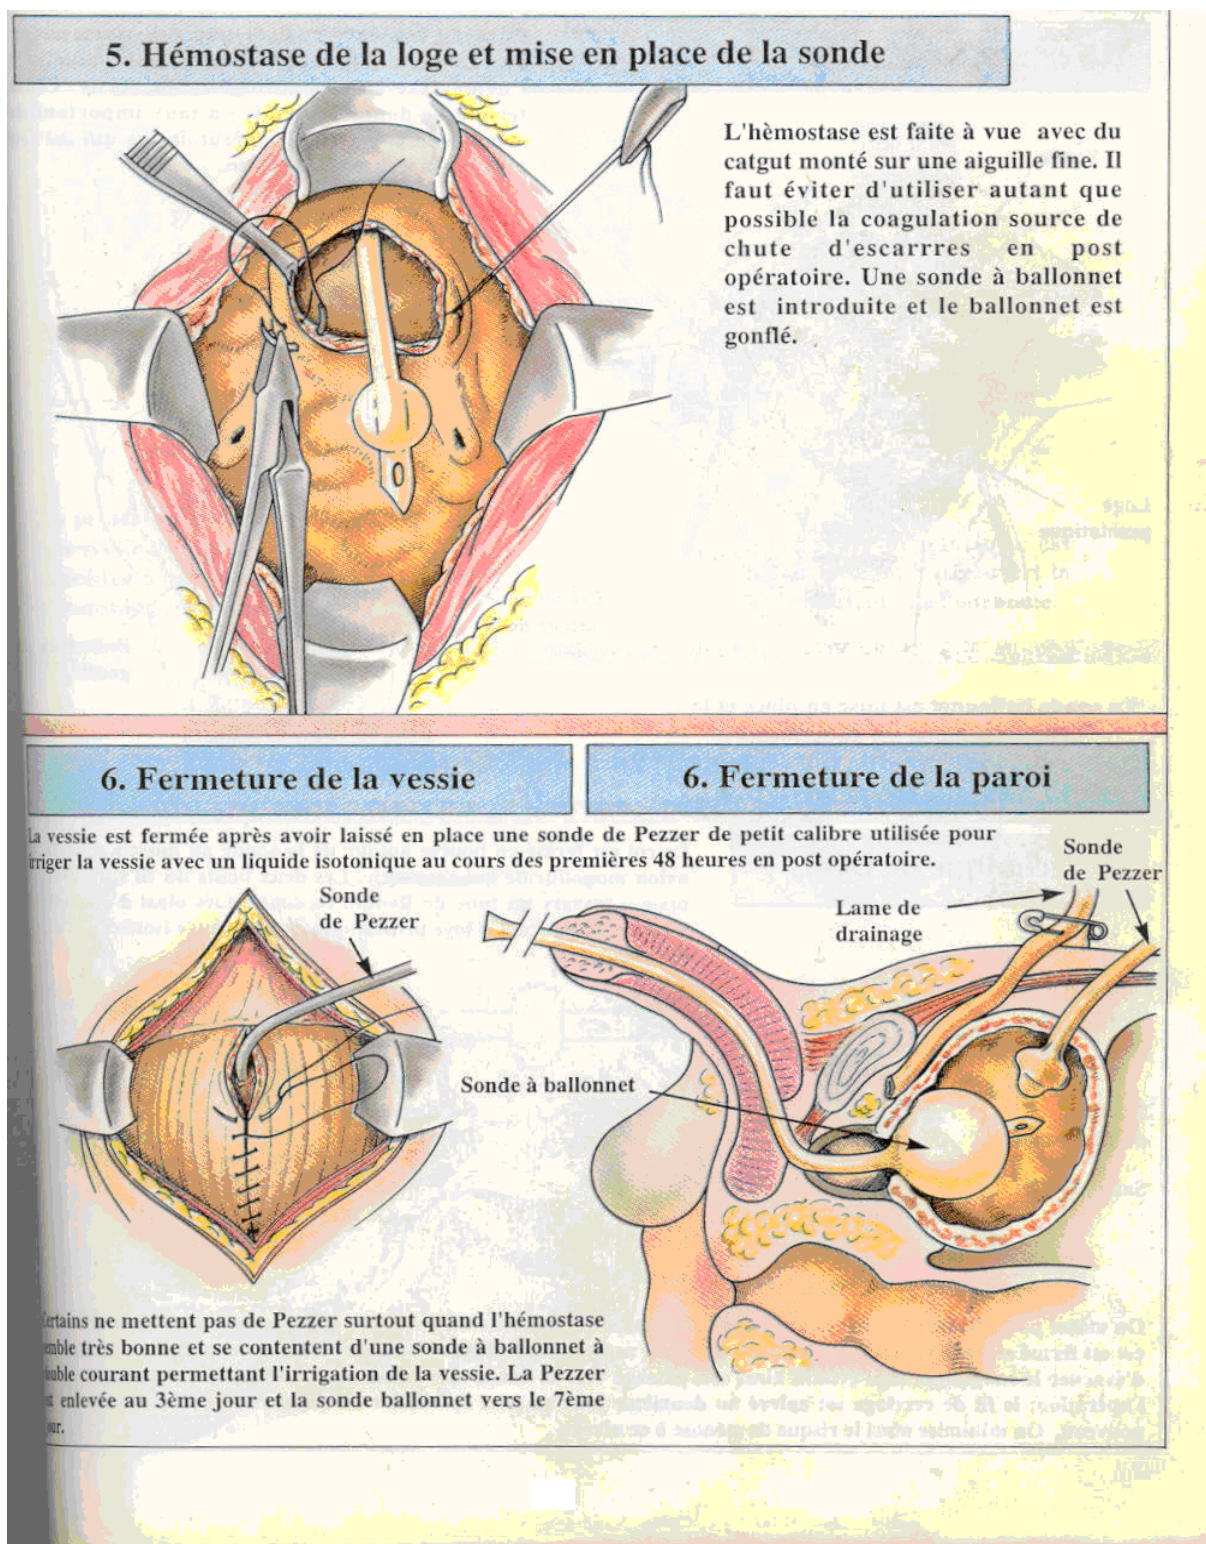 5. Hémostase de la loge et mise en place de la sonde
L'hèmostase est faite à vue avec du
catgut monté sur une aiguille fine. Il
faut éviter d'utiliser autant que
possible la coagulation source de
chute d'escarrres en post
opératoire. Une sonde à ballonnet
est introduite et le ballonnet est
gonflé.
6. Fermeture de la vessie
6. Fermeture de la paroi
La vessie est fermée après avoir laissé en place une sonde de Pezzer de petit calibre utilisée pour
irriger la vessie avec un liquide isotonique au cours des premières 48 heures en post opératoire.
Sonde
de Pezzer
Sonde
de Pezzer
Lame de
drainage
Sonde à ballonnet
Certains ne mettent pas de Pezzer surtout quand l'hémostase
semble très bonne et se contentent d'une sonde à ballonnet à
double courant permettant l'irrigation de la vessie. La Pezzer
est enlevée au 3ème jour et la sonde ballonnet vers le 7ème
jour.